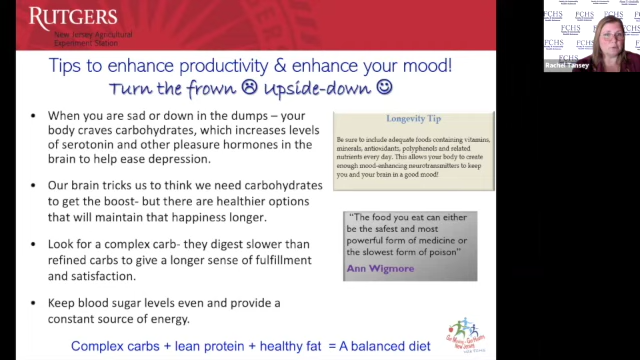 RUTGERS
New Jersey Agricultural
Experiment Station
Tips to enhance productivity & enhance your mood!
Turn the frown ☹ Upside-down ☺
• When you are sad or down in the dumps – your
body craves carbohydrates, which increases levels
of serotonin and other pleasure hormones in the
brain to help ease depression.
• Our brain tricks us to think we need carbohydrates
to get the boost- but there are healthier options
that will maintain that happiness longer.
• Look for a complex carb- they digest slower than
refined carbs to give a longer sense of fulfillment
and satisfaction.
• Keep blood sugar levels even and provide a
constant source of energy.
Complex carbs + lean protein + healthy fat = A balanced diet
Longevity Tip
Be sure to include adequate foods containing vitamins,
minerals, antioxidants, polyphenols and related
nutrients every day. This allows your body to create
enough mood-enhancing neurotransmitters to keep
you and your brain in a good mood!
"The food you eat can either
be the safest and most
powerful form of medicine or
the slowest form of poison"
Ann Wigmore
FCHS
FCHS
FCHS
FCHS
Rachel Tansey